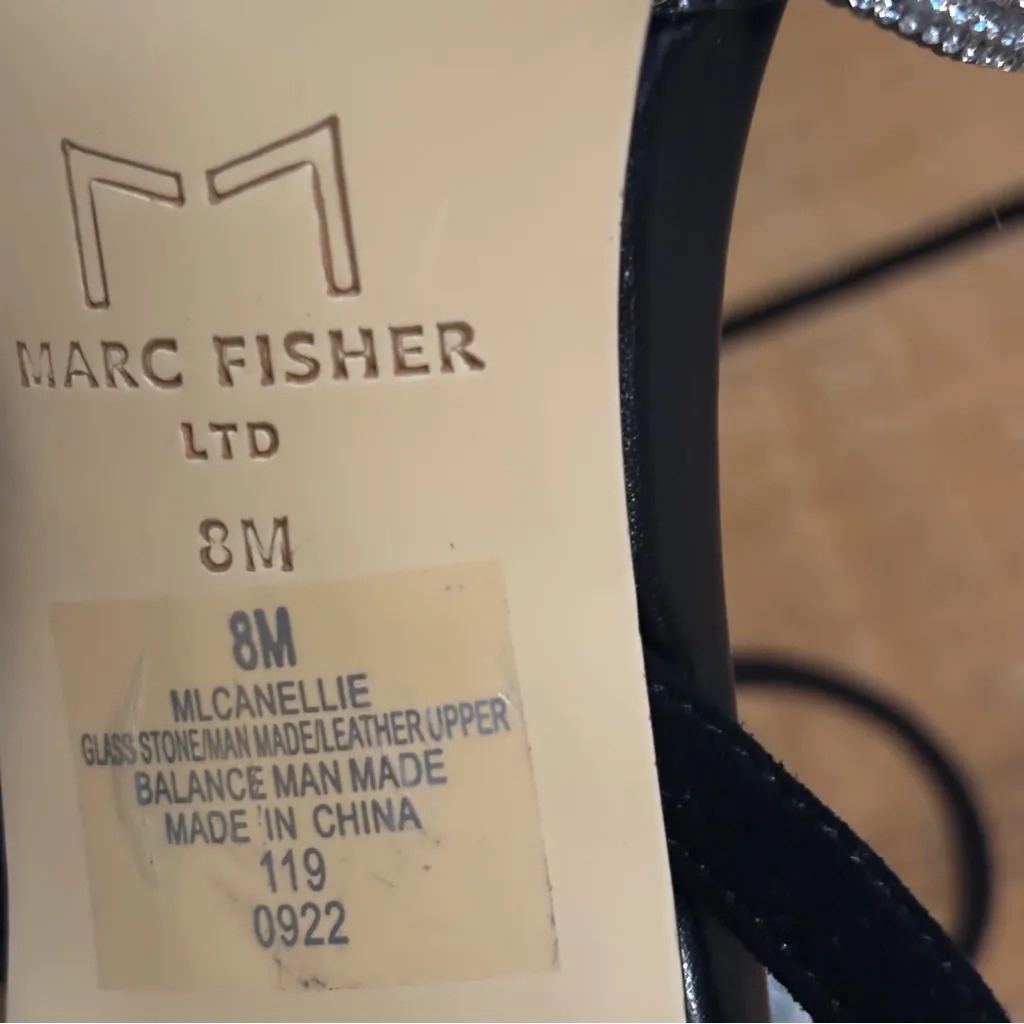 MARC FISHER
LTD
8M
8M
MLCANELLIE
GLASS STONE/MAN MADE/LEATHER UPPER
BALANCE MAN MADE
MADE IN CHINA
119
0922